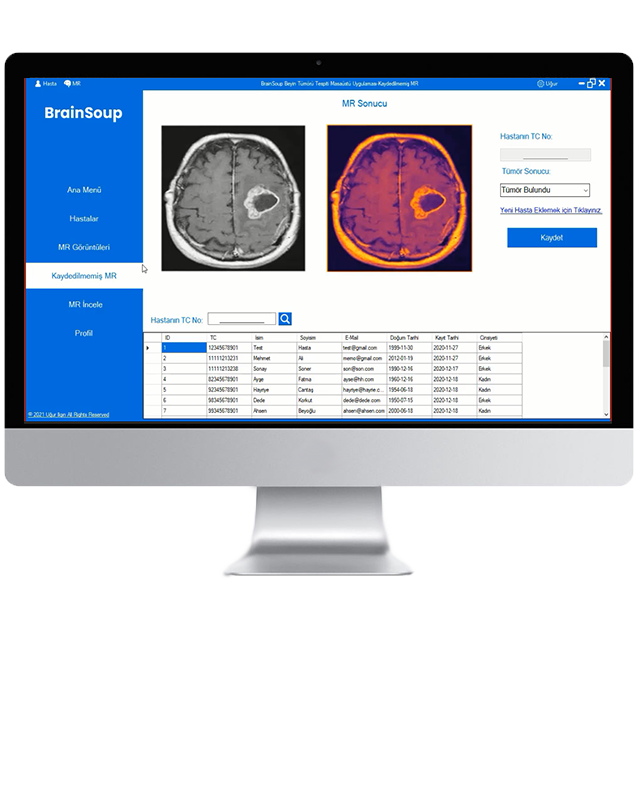 Hasta MR BrainSoup Beyin Tümörü Tespiti Masaüstü Uygulaması-Kaydedilmemiş MR Uğur
BrainSoup
MR Sonucu
Hastanın TC No:
Tümör Sonucu:
Tümör Bulundu
Yeni Hasta Eklemek için Tıklayınız.
Kaydet
Ana Menü
Hastalar
MR Görüntüleri
Kaydedilmemiş MR
MR İncele
Profil
Hastanın TC No:
ID TC İsim Soyisim E-Mail Doğum Tarihi Kayıt Tarihi Cinsiyeti
1 12345678901 Test Hasta test@gmail.com 1999-11-30 2020-11-27 Erkek
2 11111213231 Mehmet Ali memo@gmail.com 2012-01-19 2020-11-27 Erkek
3 11111213238 Sonay Soner son@son.com 1990-12-16 2020-12-17 Erkek
4 82345678901 Ayşe Fatma ayse@hh.com 1960-12-16 2020-12-18 Kadın
5 92345678901 Hayriye Cantaş hayriye@hayrie.c... 1954-06-18 2020-12-18 Kadın
6 98345678901 Dede Korkut dede@dede.com 1950-07-15 2020-12-18 Erkek
7 99345678901 Ahsen Beyoğlu ahsen@ahsen.com 2000-06-18 2020-12-18 Kadın
© 2021 Uğur Ilgın All Rights Reserved